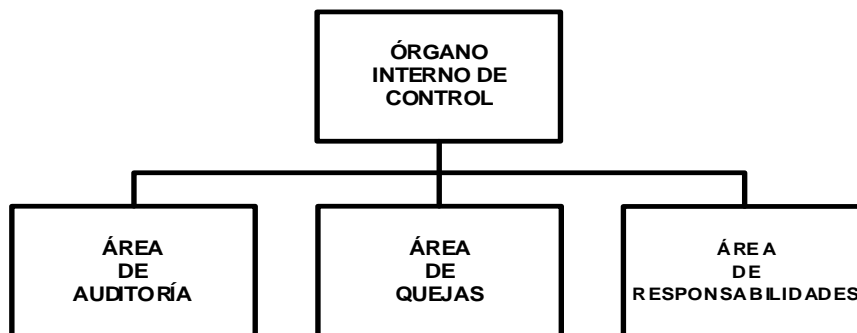 ÓRGANO
INTERNO DE
CONTROL
ÁREA
DE
AUDITORÍA
ÁREA
DE
QUEJAS
ÁREA
DE
RESPONSABILIDADES